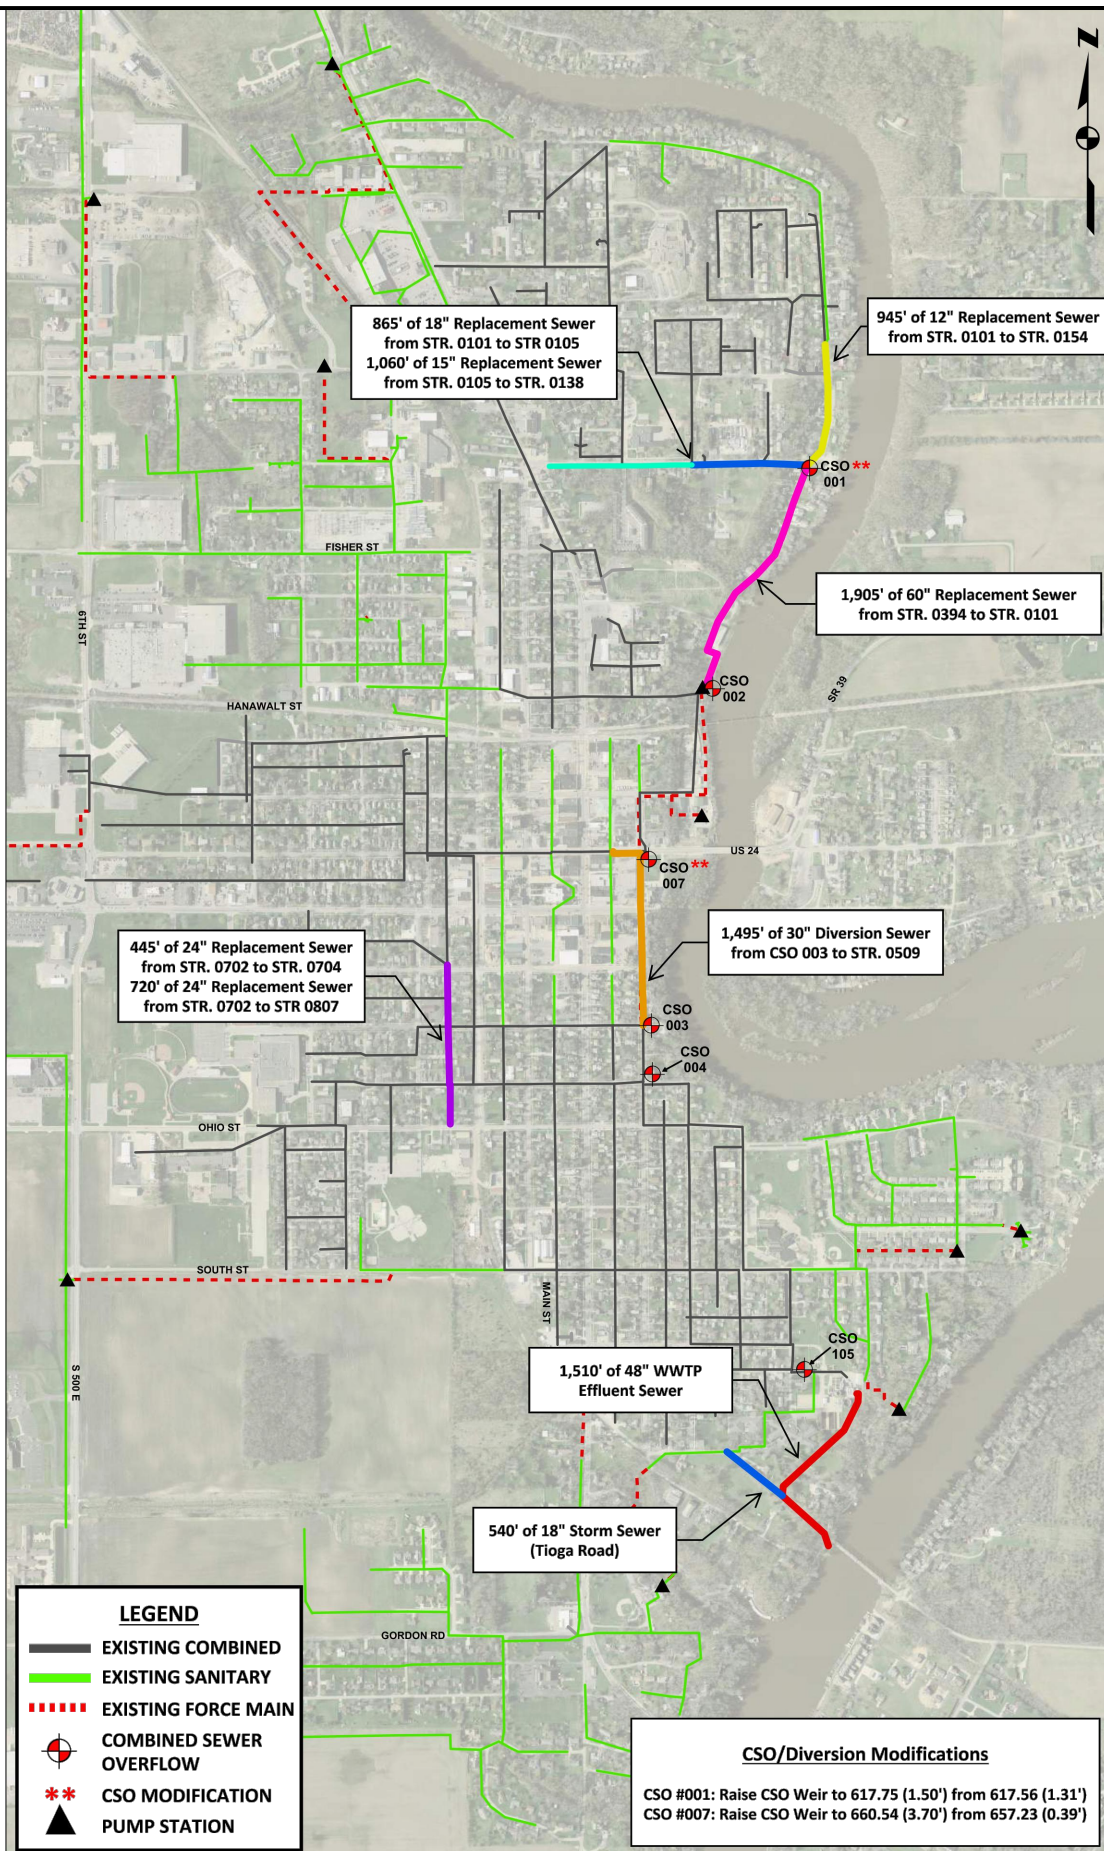 Z
865' of 18" Replacement Sewer
from STR. 0101 to STR 0105
1,060' of 15" Replacement Sewer
from STR. 0105 to STR. 0138
945' of 12" Replacement Sewer
from STR. 0101 to STR. 0154
CSO **
001
FISHER ST
1,905' of 60" Replacement Sewer
from STR. 0394 to STR. 0101
6TH ST
CSO
002
SR 39
HANAWALT ST
US 24
CSO **
007
445' of 24" Replacement Sewer
from STR. 0702 to STR. 0704
720' of 24" Replacement Sewer
from STR. 0702 to STR 0807
1,495' of 30" Diversion Sewer
from CSO 003 to STR. 0509
CSO
003
CSO
004
OHIO ST
SOUTH ST
MAIN ST
CSO
105
S 500 E
1,510' of 48" WWTP
Effluent Sewer
540' of 18" Storm Sewer
(Tioga Road)
GORDON RD
LEGEND
EXISTING COMBINED
EXISTING SANITARY
EXISTING FORCE MAIN
COMBINED SEWER
OVERFLOW
** CSO MODIFICATION
PUMP STATION
CSO/Diversion Modifications
CSO #001: Raise CSO Weir to 617.75 (1.50') from 617.56 (1.31')
CSO #007: Raise CSO Weir to 660.54 (3.70') from 657.23 (0.39')